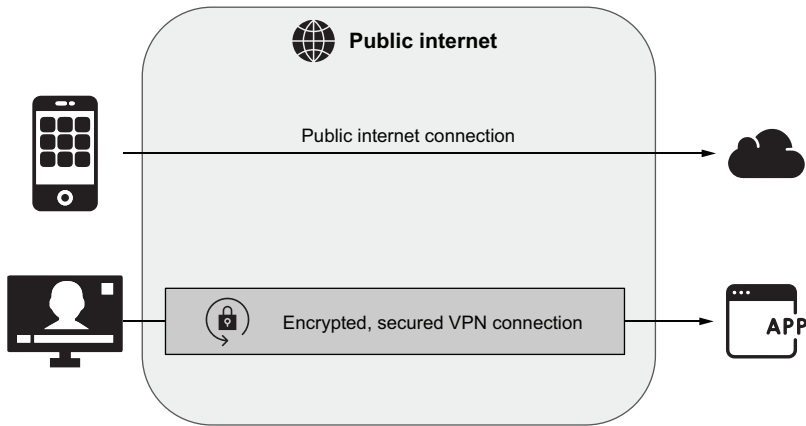 Public internet
Public internet connection
Encrypted, secured VPN connection
APP